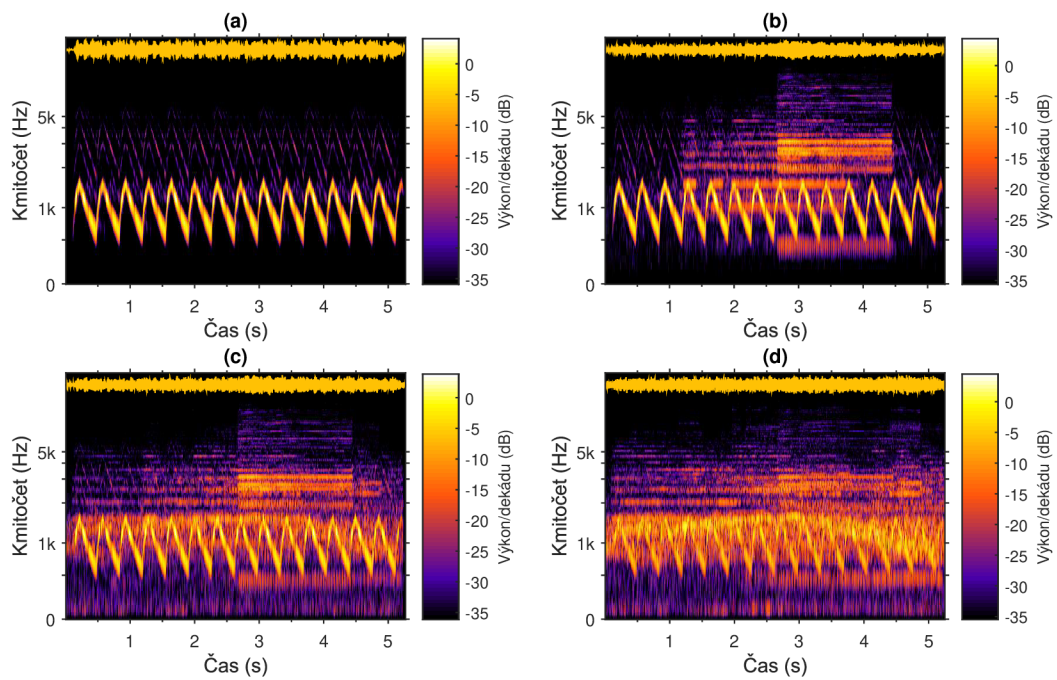 (a)
Kmitočet (Hz)
5k
1k
0
1 2 3 4 5
Čas (s)
0
-5
-10
-15
-20
-25
-30
-35
Výkon/dekádu (dB)
(b)
Kmitočet (Hz)
5k
1k
0
1 2 3 4 5
Čas (s)
0
-5
-10
-15
-20
-25
-30
-35
Výkon/dekádu (dB)
(c)
Kmitočet (Hz)
5k
1k
0
1 2 3 4 5
Čas (s)
0
-5
-10
-15
-20
-25
-30
-35
Výkon/dekádu (dB)
(d)
Kmitočet (Hz)
5k
1k
0
1 2 3 4 5
Čas (s)
0
-5
-10
-15
-20
-25
-30
-35
Výkon/dekádu (dB)